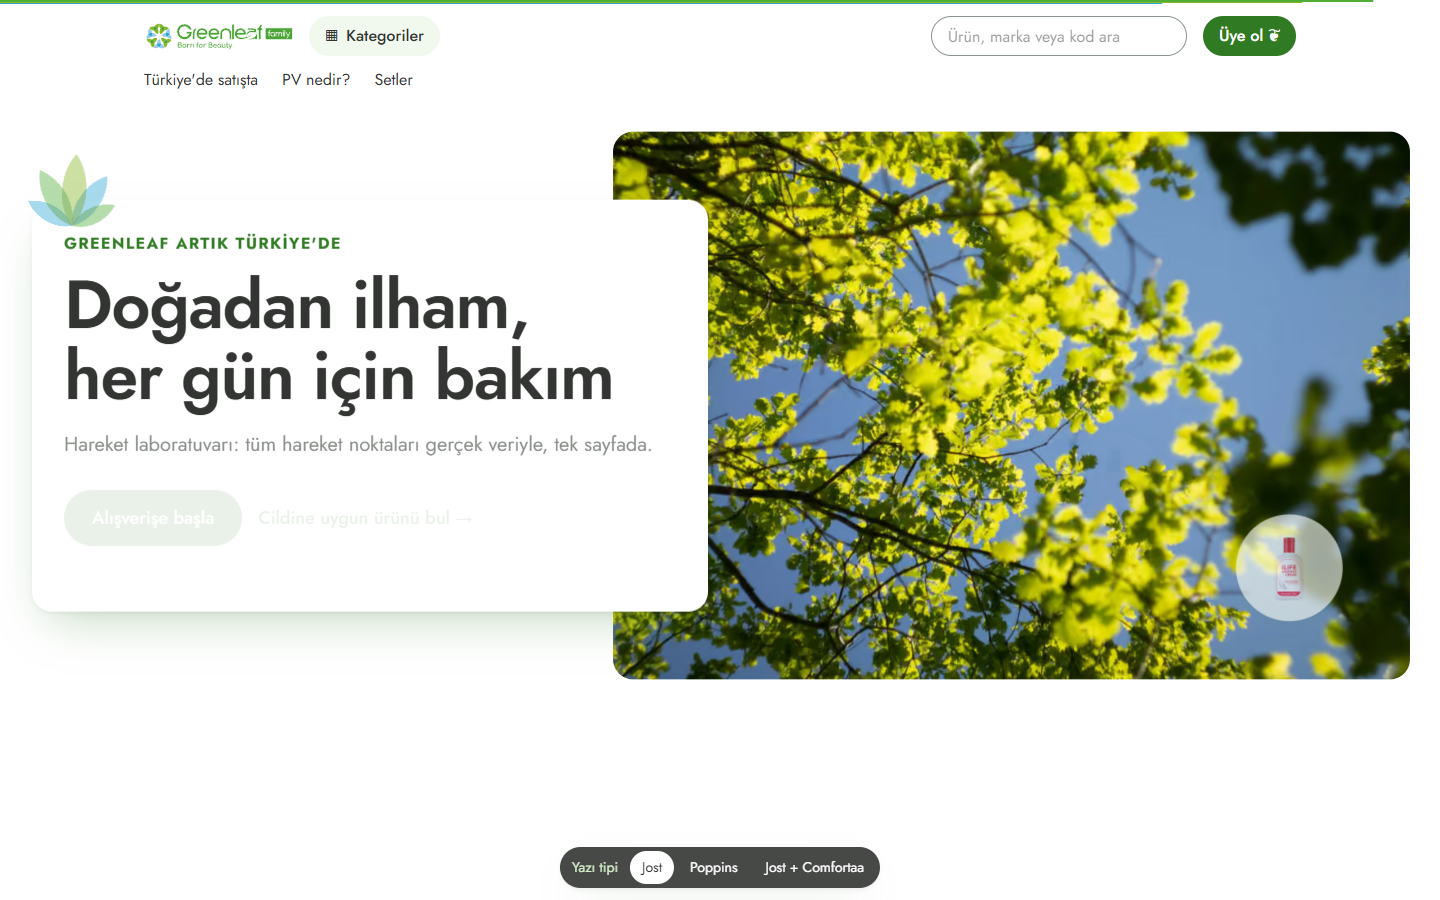 Greenleaf family
Born for Beauty
Kategoriler
Ürün, marka veya kod ara
Üye ol
Türkiye'de satışta
PV nedir?
Setler
GREENLEAF ARTIK TÜRKİYE'DE
Doğadan ilham,
her gün için bakım
Hareket laboratuvarı: tüm hareket noktaları gerçek veriyle, tek sayfada.
Alışverişe başla
Cildine uygun ürünü bul →
Yazı tipi
Jost
Poppins
Jost + Comfortaa